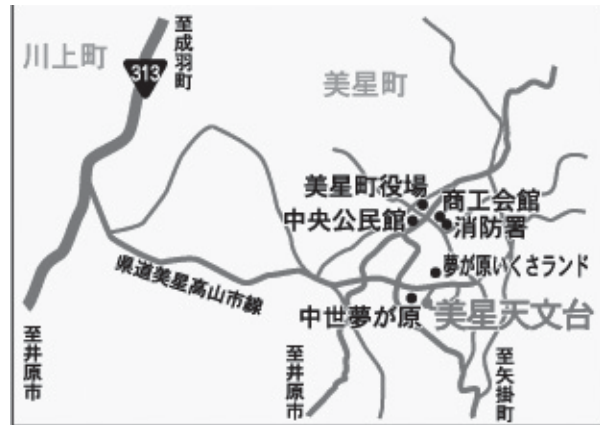 川上町
313
至成羽町
美星町
美星町役場
商工会館
中央公民館
消防署
夢が原いくさランド
県道美星高山市線
中世夢が原
美星天文台
至井原市
至井原市
至矢掛町